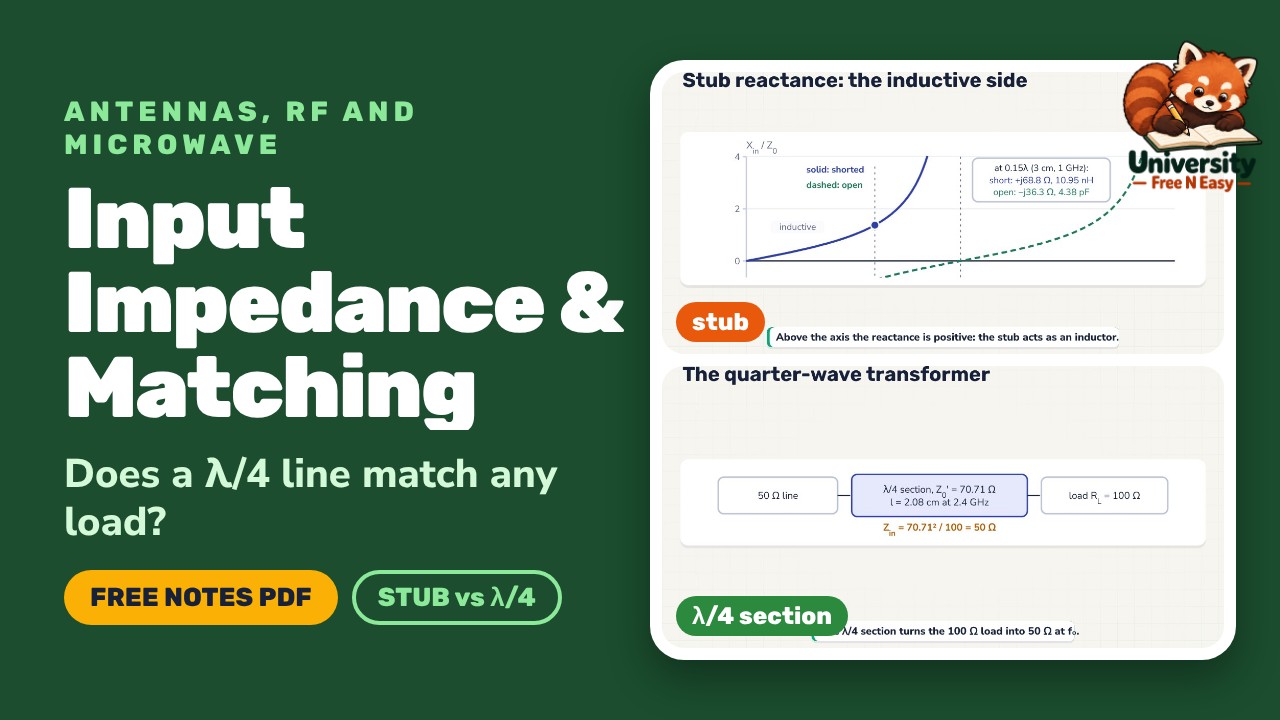 ANTENNAS, RF AND
MICROWAVE
Input
Impedance &
Matching
Does a λ/4 line match any
load?
FREE NOTES PDF
STUB vs λ/4
Stub reactance: the inductive side
X_in / Z_0
4
2
0
solid: shorted
dashed: open
inductive
at 0.15λ (3 cm, 1 GHz):
short: +j68.8 Ω, 10.95 nH
open: −j36.3 Ω, 4.38 pF
stub
Above the axis the reactance is positive: the stub acts as an inductor.
The quarter-wave transformer
50 Ω line
λ/4 section, Z_0' = 70.71 Ω
l = 2.08 cm at 2.4 GHz
load R_L = 100 Ω
Z_in = 70.71² / 100 = 50 Ω
λ/4 section
λ/4 section turns the 100 Ω load into 50 Ω at f₀.
University
Free N Easy